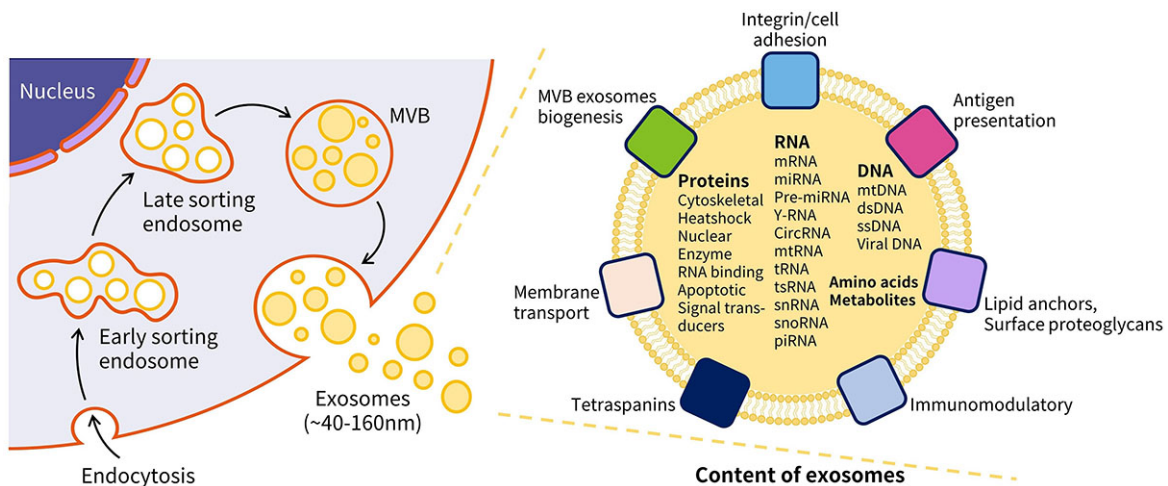 Nucleus
MVB
Late sorting
endosome
Early sorting
endosome
Exosomes
(~40-160nm)
Endocytosis
Integrin/cell
adhesion
MVB exosomes
biogenesis
Antigen
presentation
Membrane
transport
Lipid anchors,
Surface proteoglycans
Tetraspanins
Immunomodulatory
Proteins
Cytoskeletal
Heatshock
Nuclear
Enzyme
RNA binding
Apoptotic
Signal trans-
ducers
RNA
mRNA
miRNA
Pre-miRNA
Y-RNA
CircRNA
mtRNA
tRNA
tsRNA
snRNA
snoRNA
piRNA
DNA
mtDNA
dsDNA
ssDNA
Viral DNA
Amino acids
Metabolites
Content of exosomes